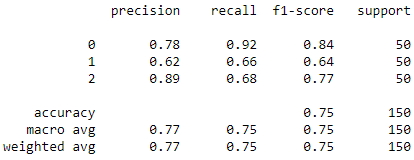 precision recall f1-score support
0 0.78 0.92 0.84 50
1 0.62 0.66 0.64 50
2 0.89 0.68 0.77 50
accuracy 0.75 150
macro avg 0.77 0.75 0.75 150
weighted avg 0.77 0.75 0.75 150